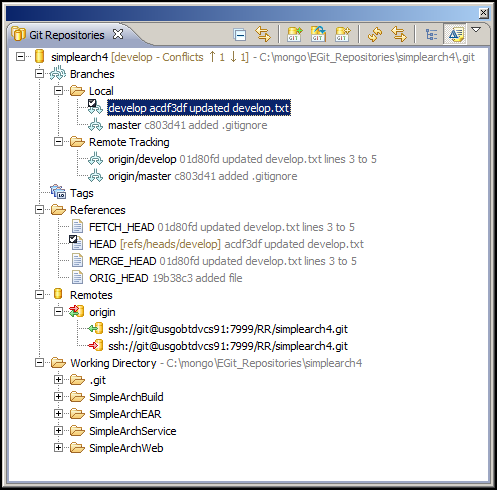 Git Repositories
simplearch4 [develop - Conflicts ↑ 1 ↓ 1] - C:\mongo\EGit_Repositories\simplearch4\.git
Branches
Local
develop acdf3df updated develop.txt
master c803d41 added .gitignore
Remote Tracking
origin/develop 01d80fd updated develop.txt lines 3 to 5
origin/master c803d41 added .gitignore
Tags
References
FETCH_HEAD 01d80fd updated develop.txt lines 3 to 5
HEAD [refs/heads/develop] acdf3df updated develop.txt
MERGE_HEAD 01d80fd updated develop.txt lines 3 to 5
ORIG_HEAD 19b38c3 added file
Remotes
origin
ssh://git@usgobtdvcs91:7999/RR/simplearch4.git
ssh://git@usgobtdvcs91:7999/RR/simplearch4.git
Working Directory - C:\mongo\EGit_Repositories\simplearch4
.git
SimpleArchBuild
SimpleArchEAR
SimpleArchService
SimpleArchWeb